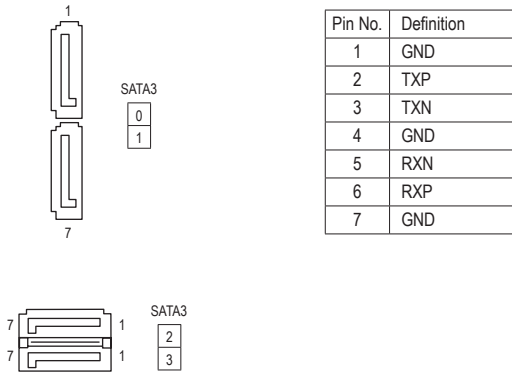 1
SATA3
0
1
7
Pin No. Definition
1 GND
2 TXP
3 TXN
4 GND
5 RXN
6 RXP
7 GND
7 1
7 1
SATA3
2
3